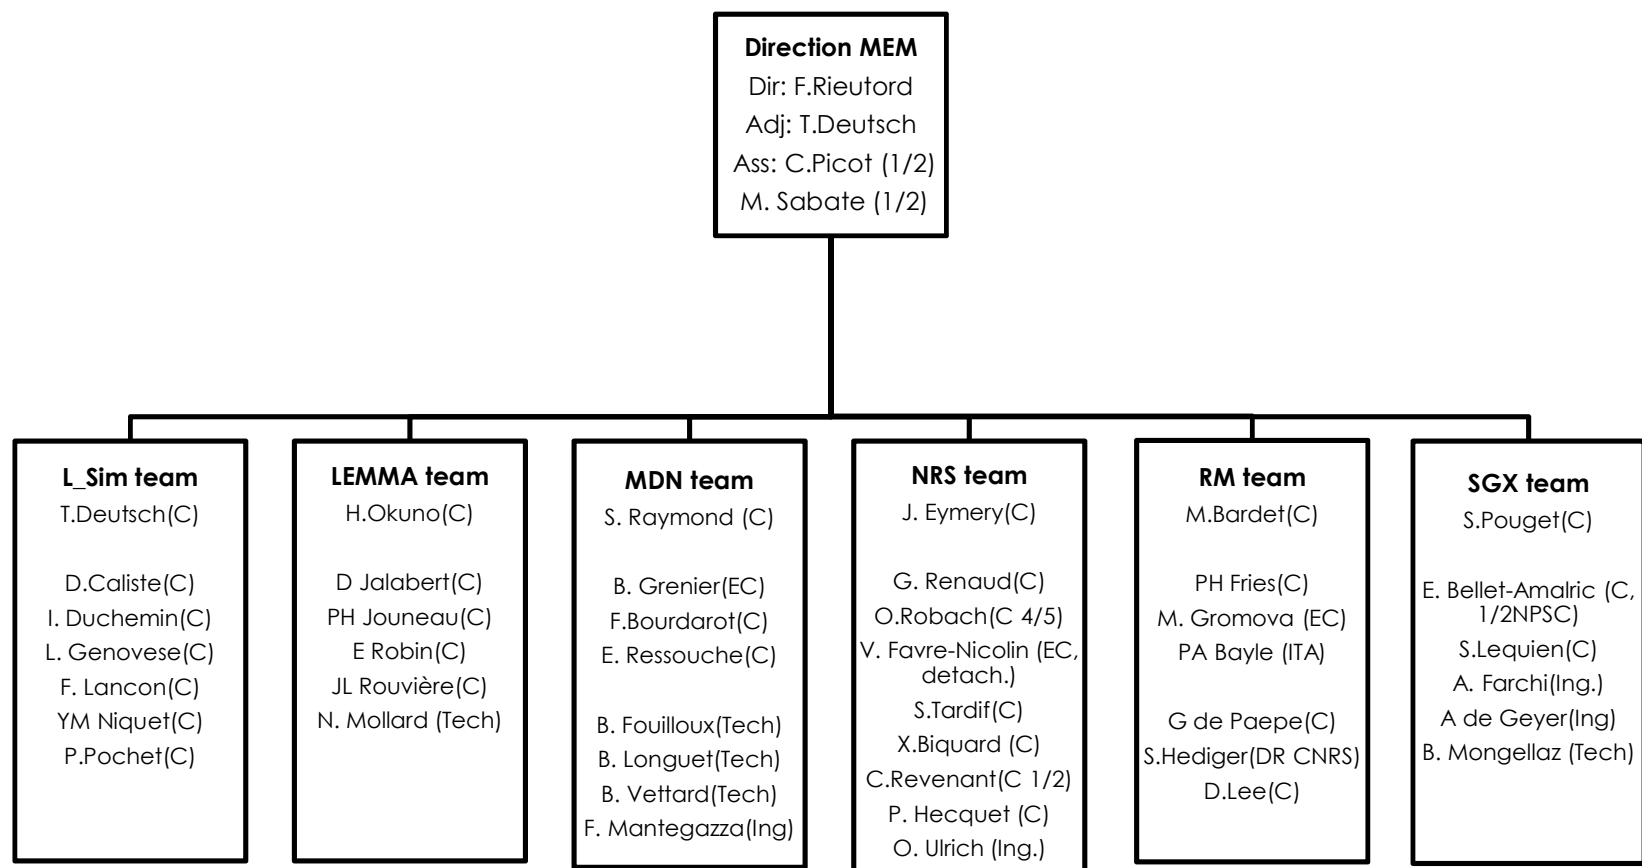 Direction MEM
Dir: F.Rieutord
Adj: T.Deutsch
Ass: C.Picot (1/2)
M. Sabate (1/2)
L_Sim team
T.Deutsch(C)
D.Caliste(C)
I. Duchemin(C)
L. Genovese(C)
F. Lancon(C)
YM Niquet(C)
P.Pochet(C)
LEMMA team
H.Okuno(C)
D Jalabert(C)
PH Jouneau(C)
E Robin(C)
JL Rouvière(C)
N. Mollard (Tech)
MDN team
S. Raymond (C)
B. Grenier(EC)
F.Bourdarot(C)
E. Ressouche(C)
B. Fouilloux(Tech)
B. Longuet(Tech)
B. Vettard(Tech)
F. Mantegazza(Ing)
NRS team
J. Eymery(C)
G. Renaud(C)
O.Robach(C 4/5)
V. Favre-Nicolin (EC,
detach.)
S.Tardif(C)
X.Biquard (C)
C.Revenant(C 1/2)
P. Hecquet (C)
O. Ulrich (Ing.)
RM team
M.Bardet(C)
PH Fries(C)
M. Gromova (EC)
PA Bayle (ITA)
G de Paepe(C)
S.Hediger(DR CNRS)
D.Lee(C)
SGX team
S.Pouget(C)
E. Bellet-Amalric (C,
1/2NPSC)
S.Lequien(C)
A. Farchi(Ing.)
A de Geyer(Ing)
B. Mongellaz (Tech)